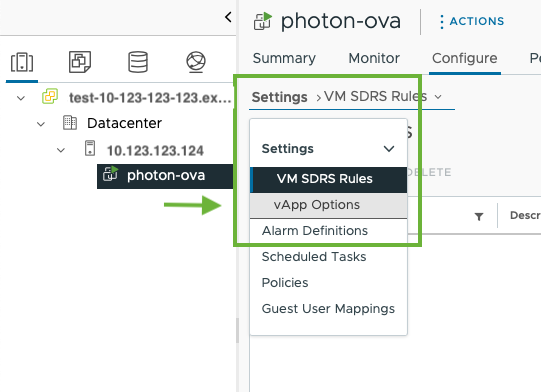 photon-ova
ACTIONS
Summary
Monitor
Configure
test-10-123-123-123.ex...
Datacenter
10.123.123.124
photon-ova
Settings > VM SDRS Rules
Settings
VM SDRS Rules
vApp Options
Alarm Definitions
Scheduled Tasks
Policies
Guest User Mappings
DELETE
Descr